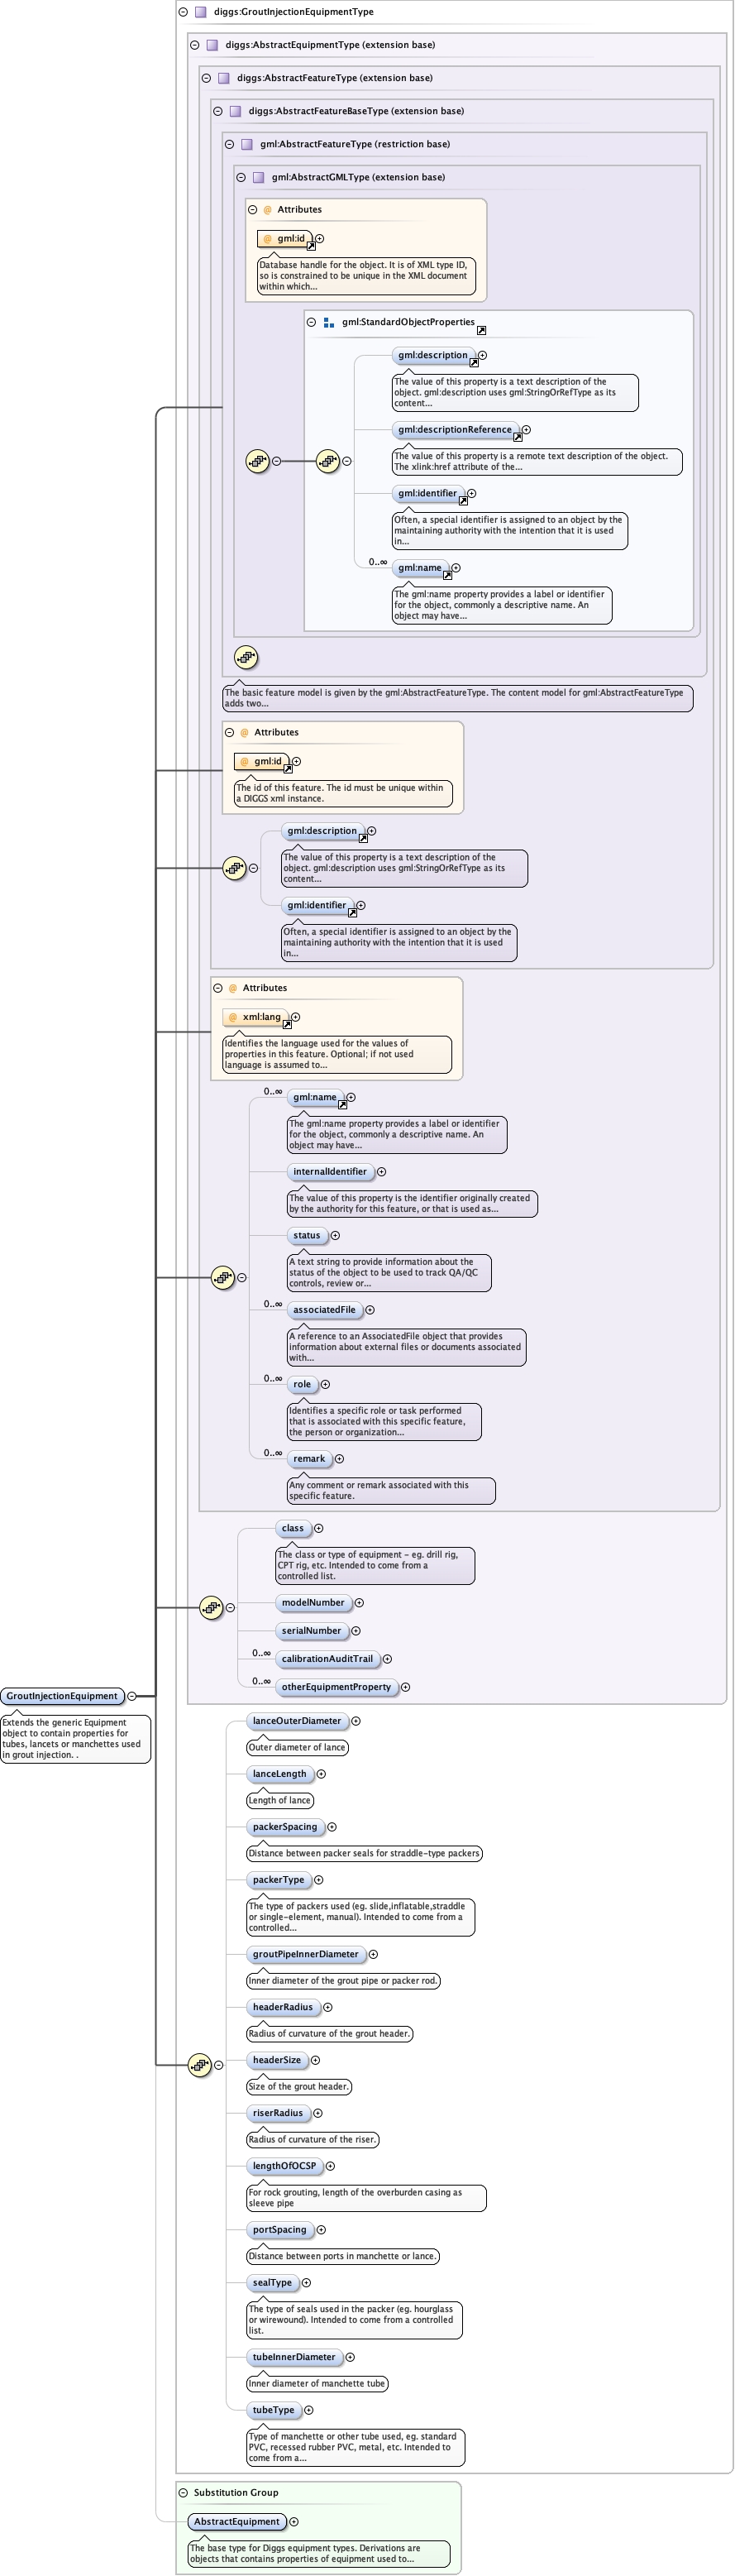 diggs:GroutInjectionEquipmentType
diggs:AbstractEquipmentType (extension base)
diggs:AbstractFeatureType (extension base)
diggs:AbstractFeatureBaseType (extension base)
gml:AbstractFeatureType (restriction base)
gml:AbstractGMLType (extension base)
@ Attributes
@ gml:id
Database handle for the object. It is of XML type ID,
so is constrained to be unique in the XML document
within which...
gml:StandardObjectProperties
gml:description
The value of this property is a text description of the
object. gml:description uses gml:StringOrRefType as its
content...
gml:descriptionReference
The value of this property is a remote text description of the object.
The xlink:href attribute of the...
gml:identifier
Often, a special identifier is assigned to an object by the
maintaining authority with the intention that it is used
in...
0..∞
gml:name
The gml:name property provides a label or identifier
for the object, commonly a descriptive name. An
object may have...
The basic feature model is given by the gml:AbstractFeatureType. The content model for gml:AbstractFeatureType
adds two...
@ Attributes
@ gml:id
The id of this feature. The id must be unique within
a DIGGS xml instance.
gml:description
The value of this property is a text description of the
object. gml:description uses gml:StringOrRefType as its
content...
gml:identifier
Often, a special identifier is assigned to an object by the
maintaining authority with the intention that it is used
in...
@ Attributes
@ xml:lang
Identifies the language used for the values of
properties in this feature. Optional; if not used
language is assumed to...
0..∞
gml:name
The gml:name property provides a label or identifier
for the object, commonly a descriptive name. An
object may have...
internalIdentifier
The value of this property is the identifier originally created
by the authority for this feature, or that is used as...
status
A text string to provide information about the
status of the object to be used to track QA/QC
controls, review or...
0..∞
associatedFile
A reference to an AssociatedFile object that provides
information about external files or documents associated
with...
0..∞
role
Identifies a specific role or task performed
that is associated with this specific feature,
the person or organization...
0..∞
remark
Any comment or remark associated with this
specific feature.
class
The class or type of equipment - eg. drill rig,
CPT rig, etc. Intended to come from a
controlled list.
modelNumber
serialNumber
0..∞
calibrationAuditTrail
0..∞
otherEquipmentProperty
GroutInjectionEquipment
Extends the generic Equipment
object to contain properties for
tubes, lancets or manchettes used
in grout injection. .
lanceOuterDiameter
Outer diameter of lance
lanceLength
Length of lance
packerSpacing
Distance between packer seals for straddle-type packers
packerType
The type of packers used (eg. slide,inflatable,straddle
or single-element, manual). Intended to come from a
controlled...
groutPipeInnerDiameter
Inner diameter of the grout pipe or packer rod.
headerRadius
Radius of curvature of the grout header.
headerSize
Size of the grout header.
riserRadius
Radius of curvature of the riser.
lengthOfOCSP
For rock grouting, length of the overburden casing as
sleeve pipe
portSpacing
Distance between ports in manchette or lance.
sealType
The type of seals used in the packer (eg. hourglass
or wirewound). Intended to come from a controlled
list.
tubeInnerDiameter
Inner diameter of manchette tube
tubeType
Type of manchette or other tube used, eg. standard
PVC, recessed rubber PVC, metal, etc. Intended to
come from a...
Substitution Group
AbstractEquipment
The base type for Diggs equipment types. Derivations are
objects that contains properties of equipment used to...